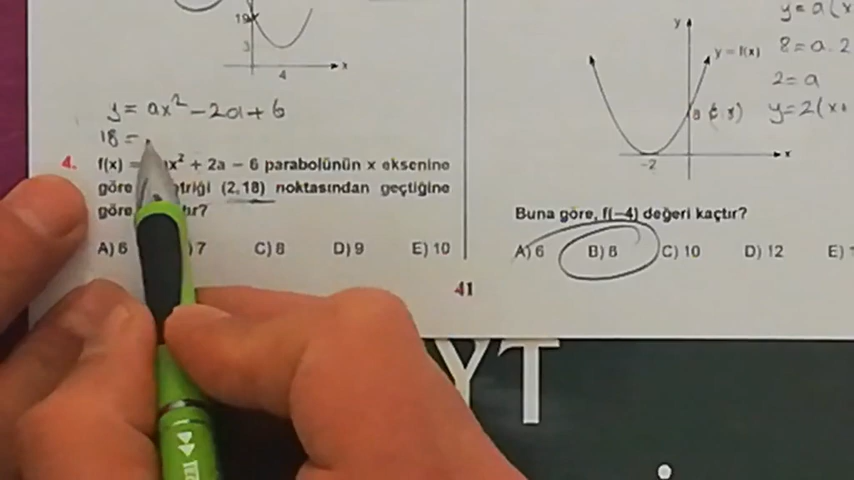 19
3
4
x
y = ax² - 2a + 6
18 =
4. f(x) = x² + 2a - 6 parabolünün x eksenine
göre triği (2,18) noktasından geçtiğine
göre tır?
A) 6 7 C) 8 D) 9 E) 10
y
y = f(x)
8
-2
x
8 = a.2
2 = a
y = 2(x+
Buna göre, f(-4) değeri kaçtır?
A) 6 B) 8 C) 10 D) 12 E)
41
YT